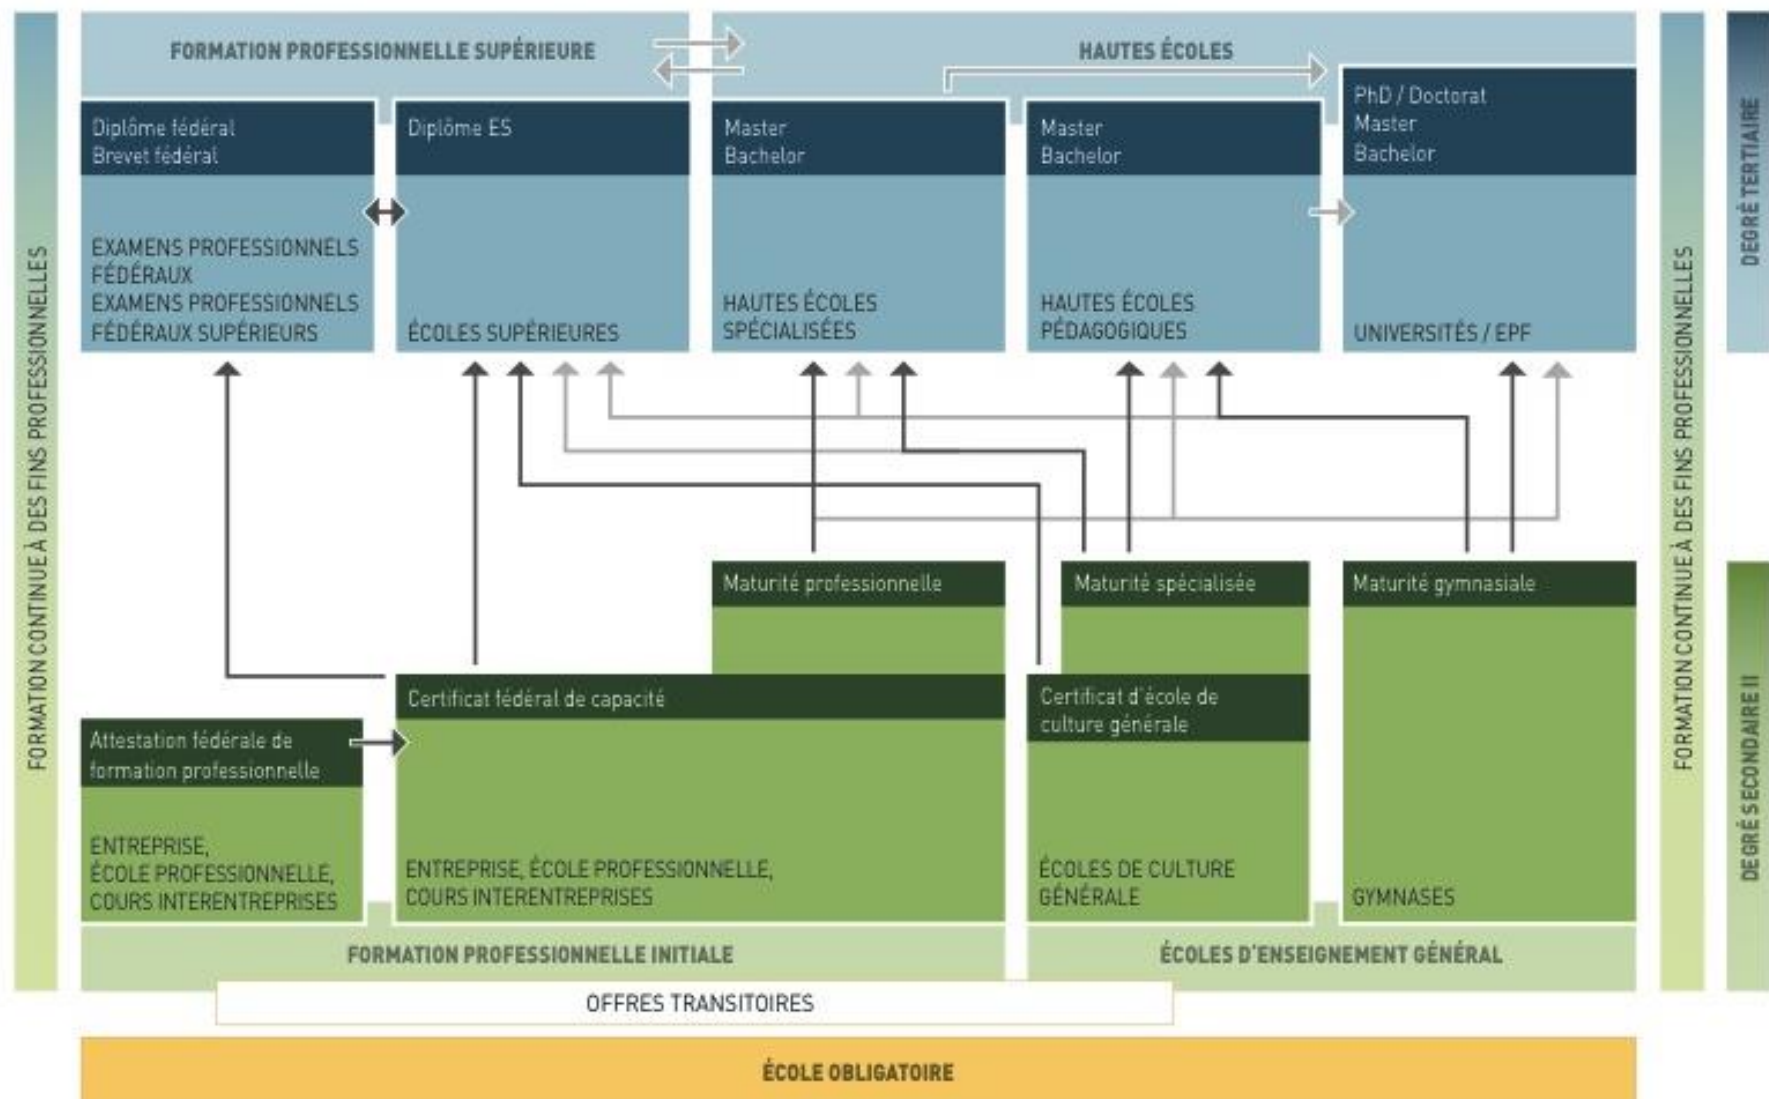 FORMATION CONTINUE À DES FINS PROFESSIONNELLES
FORMATION PROFESSIONNELLE SUPÉRIEURE
HAUTES ÉCOLES
Diplôme fédéral
Brevet fédéral
EXAMENS PROFESSIONNELS
FÉDÉRAUX
EXAMENS PROFESSIONNELS
FÉDÉRAUX SUPÉRIEURS
Diplôme ES
ÉCOLES SUPÉRIEURES
Master
Bachelor
HAUTES ÉCOLES
SPÉCIALISÉES
Master
Bachelor
HAUTES ÉCOLES
PÉDAGOGIQUES
PhD / Doctorat
Master
Bachelor
UNIVERSITÉS / EPF
Maturité professionnelle
Maturité spécialisée
Maturité gymnasiale
Attestation fédérale de
formation professionnelle
ENTREPRISE,
ÉCOLE PROFESSIONNELLE,
COURS INTERENTREPRISES
Certificat fédéral de capacité
ENTREPRISE, ÉCOLE PROFESSIONNELLE,
COURS INTERENTREPRISES
Certificat d'école de
culture générale
ÉCOLES DE CULTURE
GÉNÉRALE
GYMNASES
FORMATION PROFESSIONNELLE INITIALE
ÉCOLES D'ENSEIGNEMENT GÉNÉRAL
OFFRES TRANSITOIRES
ÉCOLE OBLIGATOIRE
FORMATION CONTINUE À DES FINS PROFESSIONNELLES
DEGRÉ TERTIAIRE
DEGRÉ SECONDAIRE II